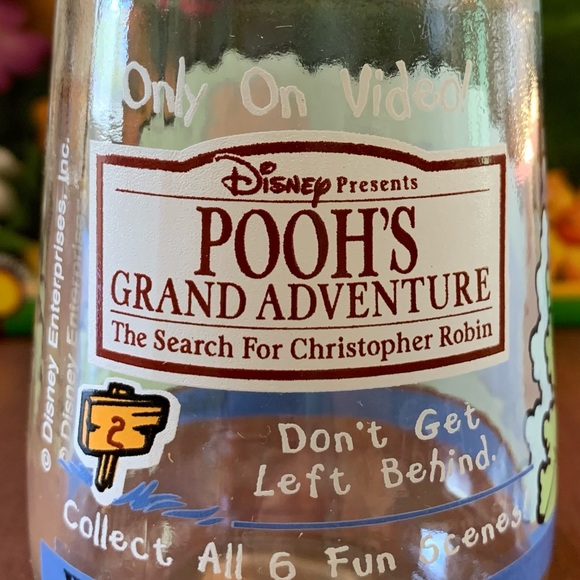 Only On Video!
Disney Presents
POOH'S
GRAND ADVENTURE
The Search For Christopher Robin
2
Don't Get
Left Behind.
Collect All 6 Fun Scenes!
© Disney Enterprises, Inc.